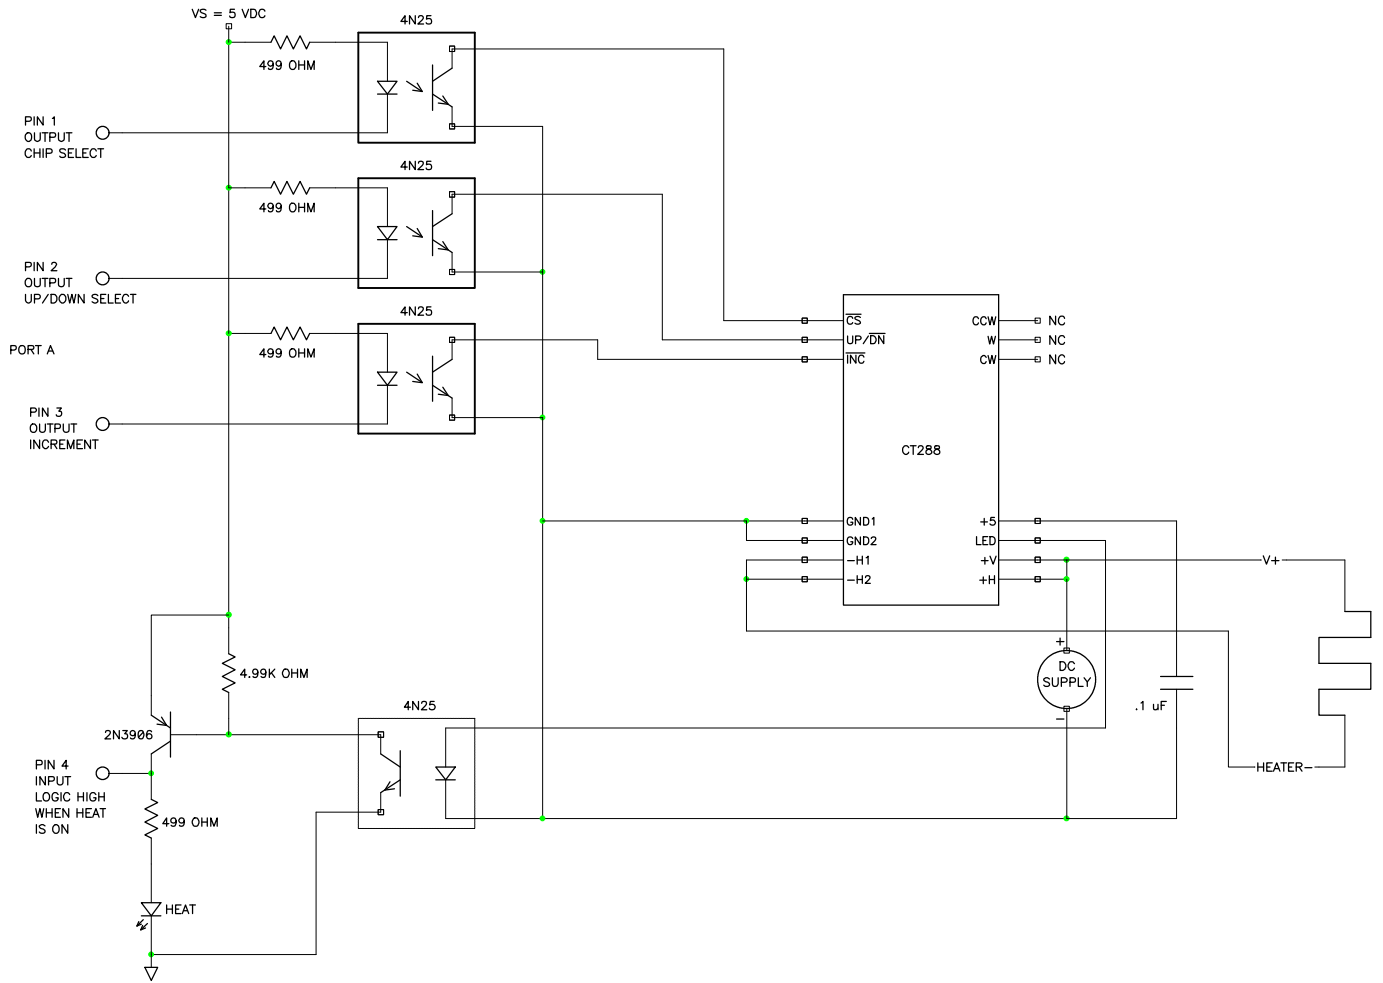 VS = 5 VDC
4N25
499 OHM
PIN 1
OUTPUT
CHIP SELECT
4N25
499 OHM
PIN 2
OUTPUT
UP/DOWN SELECT
4N25
499 OHM
PORT A
PIN 3
OUTPUT
INCREMENT
CS
UP/DN
INC
CCW
W
CW
NC
NC
NC
CT288
GND1
GND2
-H1
-H2
+5
LED
+V
+H
V+
+
DC
SUPPLY
-
.1 uF
HEATER-
4.99K OHM
4N25
2N3906
PIN 4
INPUT
LOGIC HIGH
WHEN HEAT
IS ON
499 OHM
HEAT